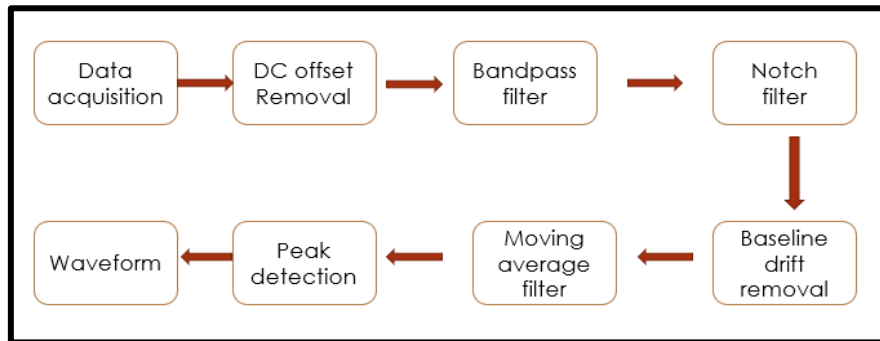 Data
acquisition
DC offset
Removal
Bandpass
filter
Notch
filter
Baseline
drift
removal
Moving
average
filter
Peak
detection
Waveform